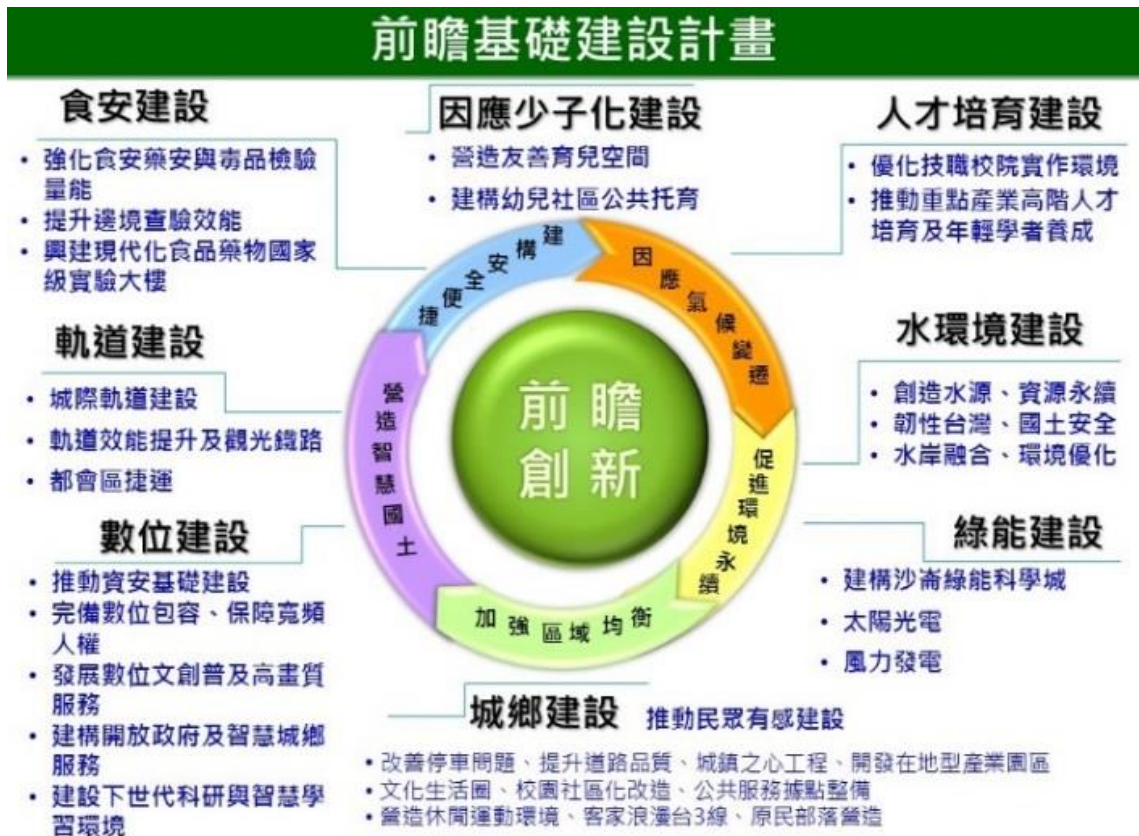 前瞻基礎建設計畫
食安建設
• 強化食安藥安與毒品檢驗
量能
• 提升邊境查驗效能
• 興建現代化食品藥物國家
級實驗大樓
因應少子化建設
• 營造友善育兒空間
• 建構幼兒社區公共托育
人才培育建設
• 優化技職校院實作環境
• 推動重點產業高階人才
培育及年輕學者養成
軌道建設
• 城際軌道建設
• 軌道效能提升及觀光鐵路
• 都會區捷運
建構安全便捷
因應氣候變遷
促進環境永續
加強區域均衡
營造智慧國土
前瞻
創新
水環境建設
• 創造水源、資源永續
• 韌性台灣、國土安全
• 水岸融合、環境優化
數位建設
• 推動資安基礎建設
• 完備數位包容、保障寬頻
人權
• 發展數位文創普及高畫質
服務
• 建構開放政府及智慧城鄉
服務
• 建設下世代科研與智慧學
習環境
綠能建設
• 建構沙崙綠能科學城
• 太陽光電
• 風力發電
城鄉建設 推動民眾有感建設
• 改善停車問題、提升道路品質、城鎮之心工程、開發在地型產業園區
• 文化生活圈、校園社區化改造、公共服務據點整備
• 營造休閒運動環境、客家浪漫台3線、原民部落營造